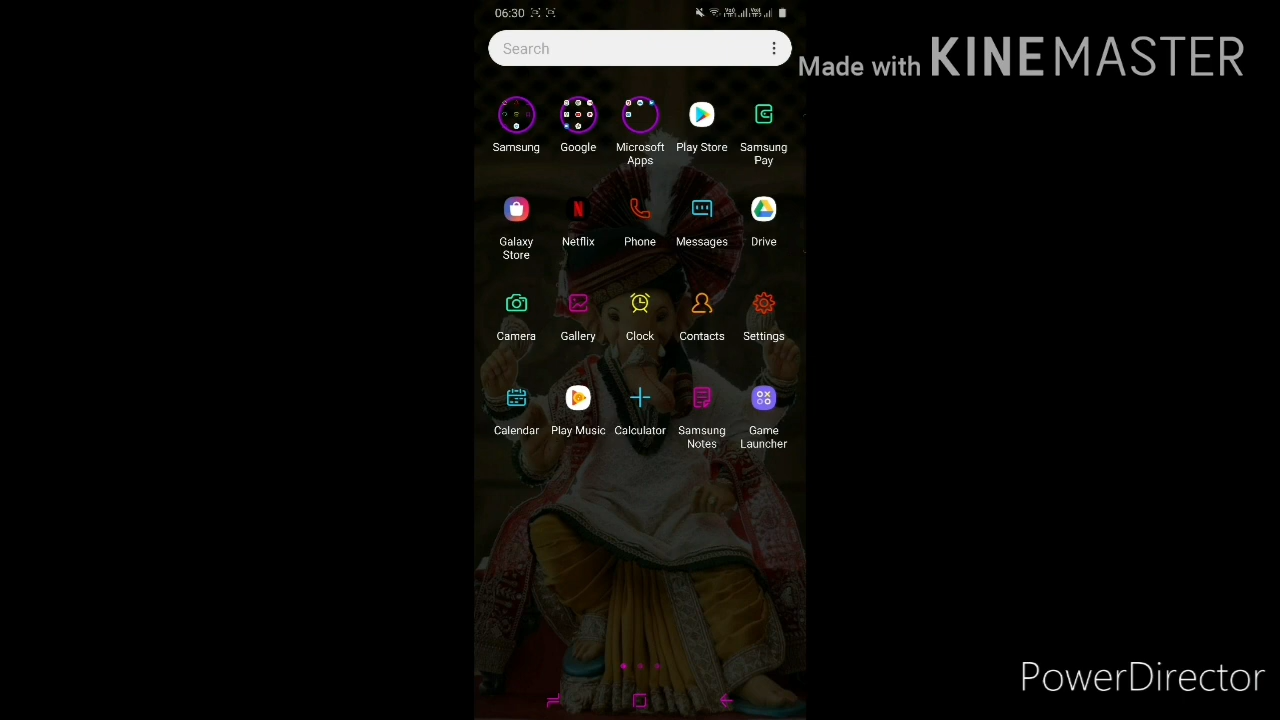 06:30
Search
Made with KINEMASTER
Samsung
Google
Microsoft
Apps
Play Store
Samsung
Pay
Galaxy
Store
Netflix
Phone
Messages
Drive
Camera
Gallery
Clock
Contacts
Settings
Calendar
Play Music
Calculator
Samsung
Notes
Game
Launcher
PowerDirector